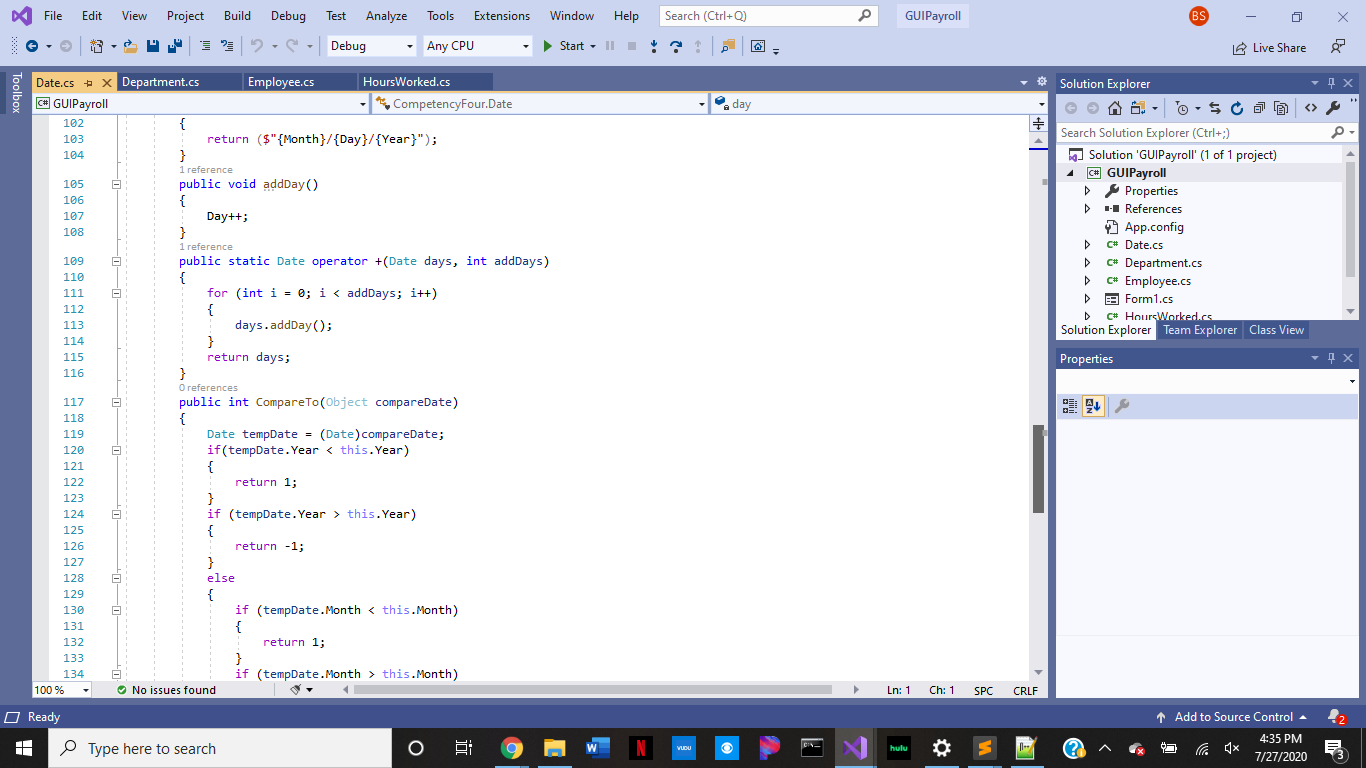 File Edit View Project Build Debug Test Analyze Tools Extensions Window Help Search (Ctrl+Q) GUIPayroll BS
Debug Any CPU Start Live Share
Toolbox
Date.cs Department.cs Employee.cs HoursWorked.cs
GUIPayroll CompetencyFour.Date day
102 {
103 return ($"{Month}/{Day}/{Year}");
104 }
1 reference
105 public void addDay()
106 {
107 Day++;
108 }
1 reference
109 public static Date operator +(Date days, int addDays)
110 {
111 for (int i = 0; i < addDays; i++)
112 {
113 days.addDay();
114 }
115 return days;
116 }
0 references
117 public int CompareTo(Object compareDate)
118 {
119 Date tempDate = (Date)compareDate;
120 if(tempDate.Year < this.Year)
121 {
122 return 1;
123 }
124 if (tempDate.Year > this.Year)
125 {
126 return -1;
127 }
128 else
129 {
130 if (tempDate.Month < this.Month)
131 {
132 return 1;
133 }
134 if (tempDate.Month > this.Month)
100 % No issues found Ln: 1 Ch: 1 SPC CRLF
Solution Explorer
Search Solution Explorer (Ctrl+;)
Solution 'GUIPayroll' (1 of 1 project)
GUIPayroll
Properties
References
App.config
Date.cs
Department.cs
Employee.cs
Form1.cs
HoursWorked.cs
Solution Explorer Team Explorer Class View
Properties
Ready Add to Source Control 2
Type here to search
VUDU
hulu
4:35 PM
7/27/2020
3